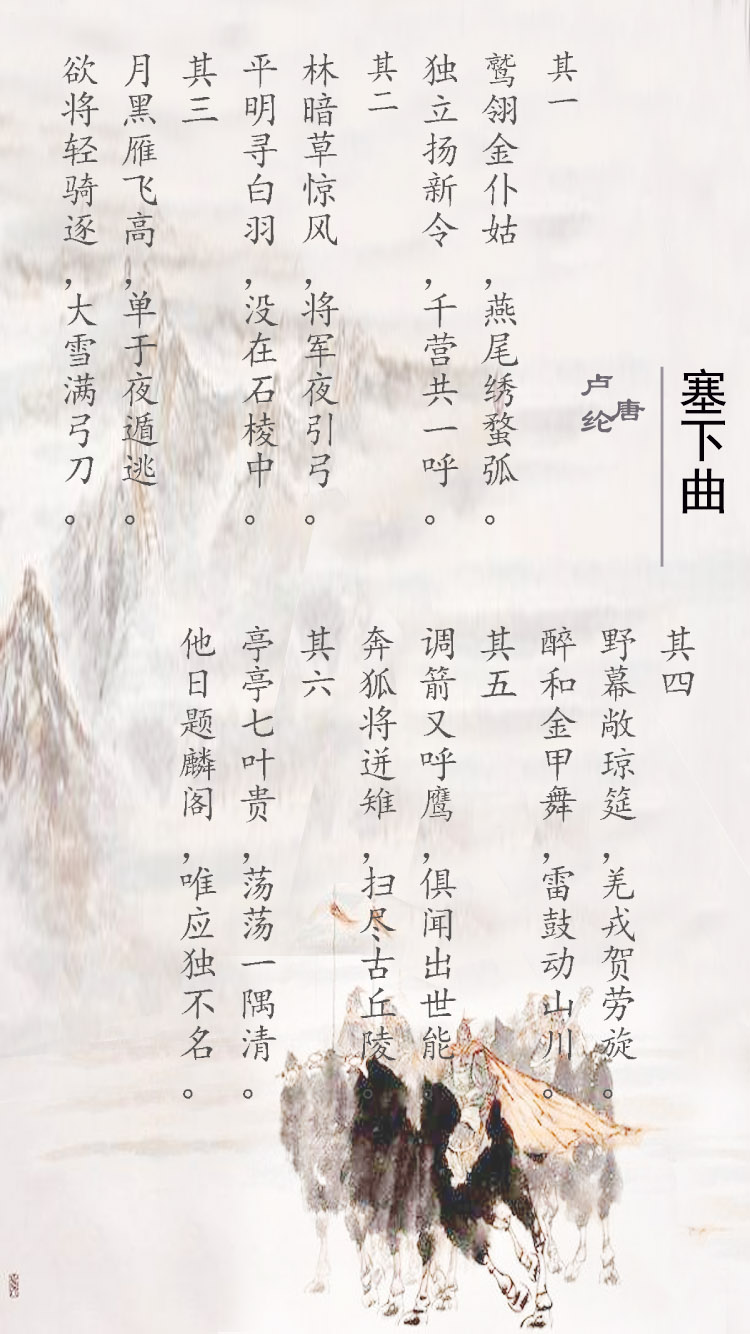 塞下曲
唐
卢纶
其一
鹫翎金仆姑，燕尾绣蝥弧。
独立扬新令，千营共一呼。
其二
林暗草惊风，将军夜引弓。
平明寻白羽，没在石棱中。
其三
月黑雁飞高，单于夜遁逃。
欲将轻骑逐，大雪满弓刀。
其四
野幕敞琼筵，羌戎贺劳旋。
醉和金甲舞，雷鼓动山川。
其五
调箭又呼鹰，俱闻出世能。
奔狐将迸雉，扫尽古丘陵。
其六
亭亭七叶贵，荡荡一隅清。
他日题麟阁，唯应独不名。